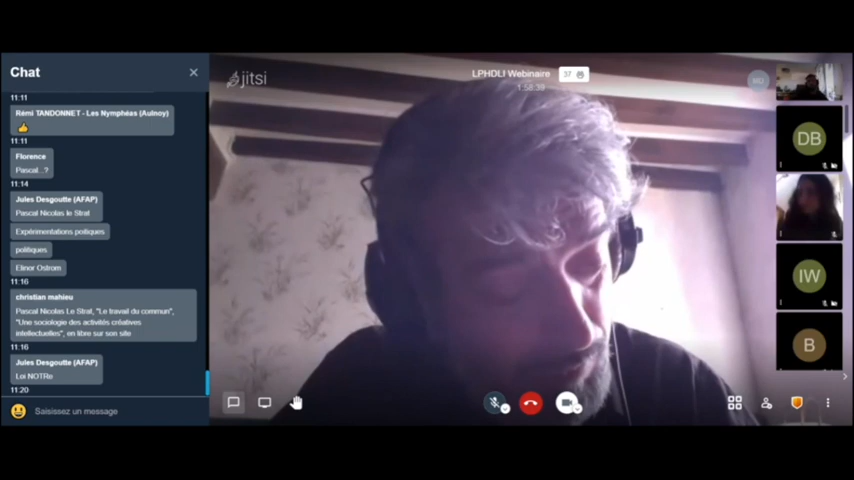 Chat
11:11
Rémi TANDONNET - Les Nymphéas (Aulnoy)
11:11
Florence
Pascal...?
11:14
Jules Desgoutte (AFAP)
Pascal Nicolas le Strat
Expérimentations poitiques
politiques
Elinor Ostrom
11:16
christian mahieu
Pascal Nicolas Le Strat, "Le travail du commun",
"Une sociologie des activités créatives
intellectuelles", en libre sur son site
11:16
Jules Desgoutte (AFAP)
Loi NOTRe
11:20
Saisissez un message
jitsi
LPHDLI Webinaire
37
1:58:39
MG
DB
IW
B